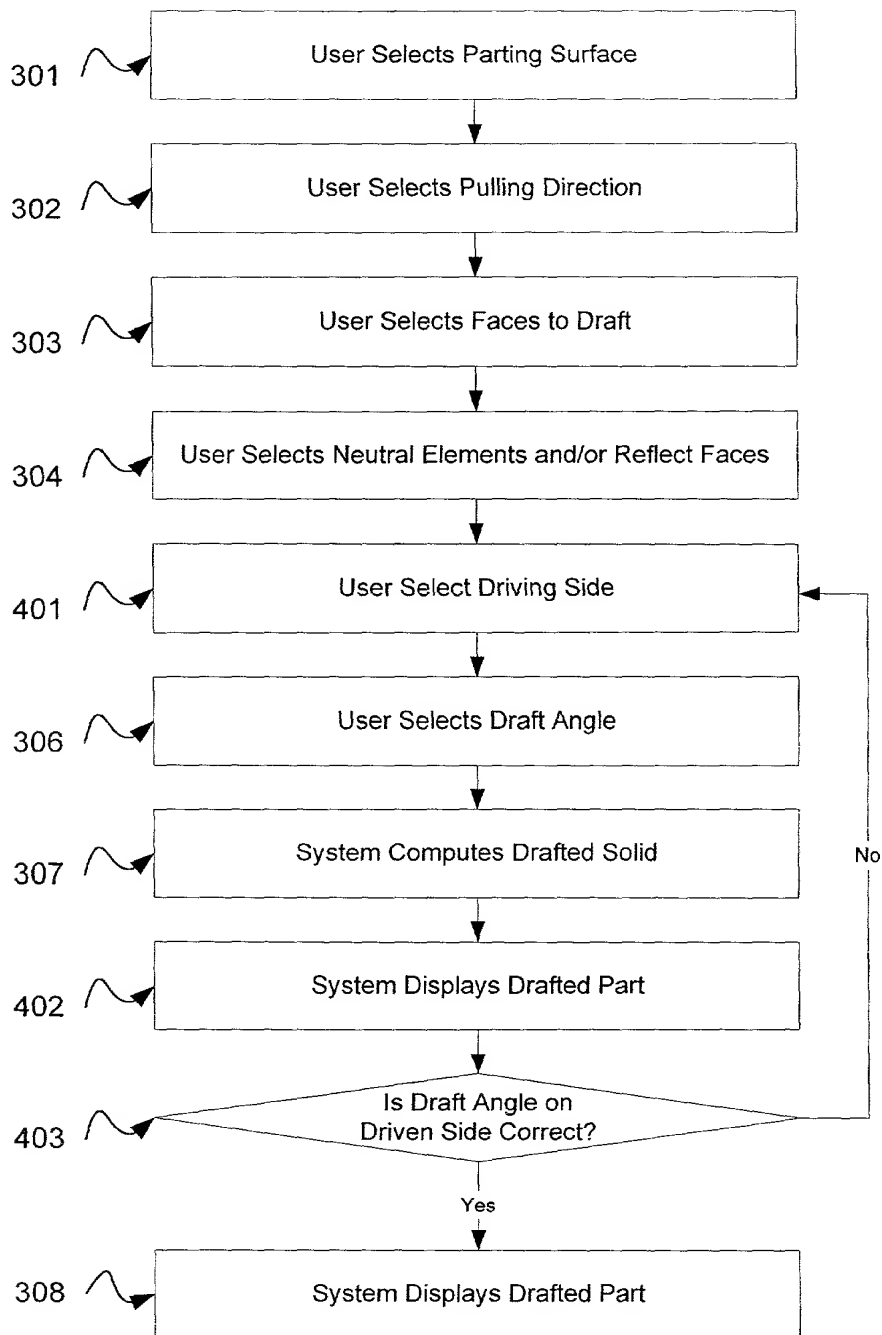 301
User Selects Parting Surface
302
User Selects Pulling Direction
303
User Selects Faces to Draft
304
User Selects Neutral Elements and/or Reflect Faces
401
User Select Driving Side
306
User Selects Draft Angle
307
System Computes Drafted Solid
No
402
System Displays Drafted Part
403
Is Draft Angle on
Driven Side Correct?
Yes
308
System Displays Drafted Part